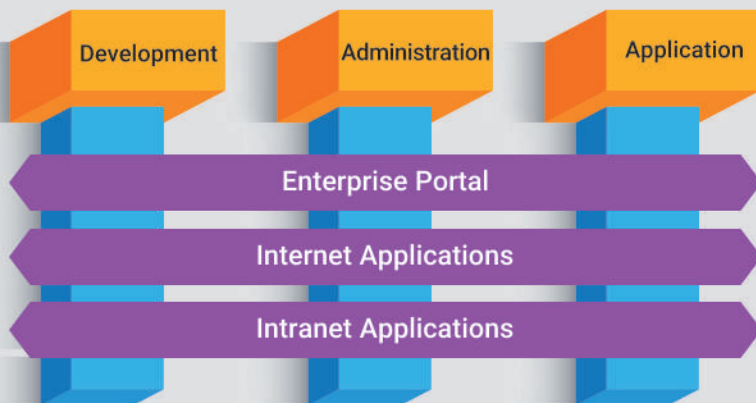 Development
Administration
Application
Enterprise Portal
Internet Applications
Intranet Applications